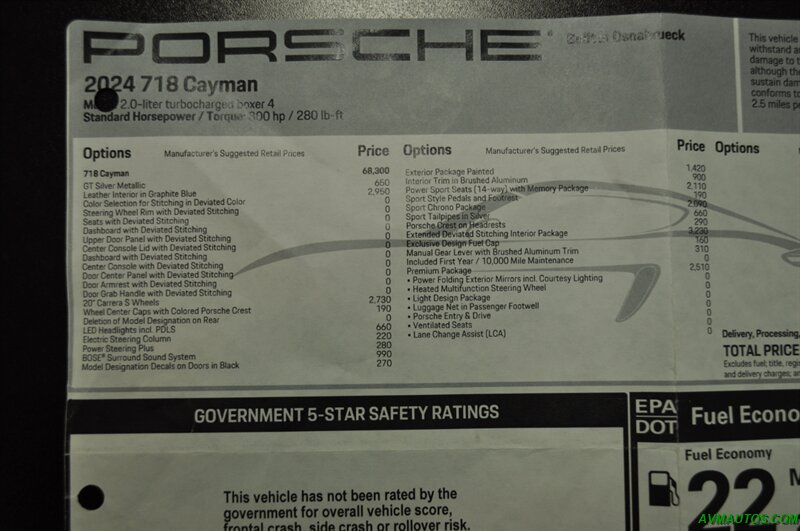 PORSCHE
2024 718 Cayman
2.0-liter turbocharged boxer 4
Standard Horsepower / Torque: 300 hp / 280 lb-ft
Options Manufacturer's Suggested Retail Prices Price
718 Cayman 68,300
GT Silver Metallic 650
Leather Interior in Graphite Blue 2,950
Color Selection for Stitching in Deviated Color 0
Steering Wheel Rim with Deviated Stitching 0
Seats with Deviated Stitching 0
Dashboard with Deviated Stitching 0
Upper Door Panel with Deviated Stitching 0
Center Console Lid with Deviated Stitching 0
Dashboard with Deviated Stitching 0
Center Console with Deviated Stitching 0
Door Center Panel with Deviated Stitching 0
Door Armrest with Deviated Stitching 0
Door Grab Handle with Deviated Stitching 0
20" Carrera S Wheels 2,730
Wheel Center Caps with Colored Porsche Crest 190
Deletion of Model Designation on Rear 0
LED Headlights incl. PDLS 660
Electric Steering Column 220
Power Steering Plus 280
BOSE® Surround Sound System 990
Model Designation Decals on Doors in Black 270
Options Manufacturer's Suggested Retail Prices Price
Exterior Package Painted 1,420
Interior Trim in Brushed Aluminum 900
Power Sport Seats (14-way) with Memory Package 2,110
Sport Style Pedals and Footrest 190
Sport Chrono Package 2,090
Sport Tailpipes in Silver 660
Porsche Crest on Headrests 290
Extended Deviated Stitching Interior Package 3,230
Exclusive Design Fuel Cap 160
Manual Gear Lever with Brushed Aluminum Trim 310
Included First Year / 10,000 Mile Maintenance 0
Premium Package 2,510
• Power Folding Exterior Mirrors incl. Courtesy Lighting 0
• Heated Multifunction Steering Wheel 0
• Light Design Package 0
• Luggage Net in Passenger Footwell 0
• Porsche Entry & Drive 0
• Ventilated Seats 0
• Lane Change Assist (LCA) 0
This vehicle
withstand a
damage to t
although the
sustain dam
conforms to
2.5 miles pe
Options
Delivery, Processing,
TOTAL PRICE
Excludes fuel; title, regi
and delivery charges; an
GOVERNMENT 5-STAR SAFETY RATINGS
This vehicle has not been rated by the
government for overall vehicle score,
frontal crash, side crash or rollover risk.
EPA
DOT
Fuel Econo
Fuel Economy
22 M
AVMAUTOS.COM